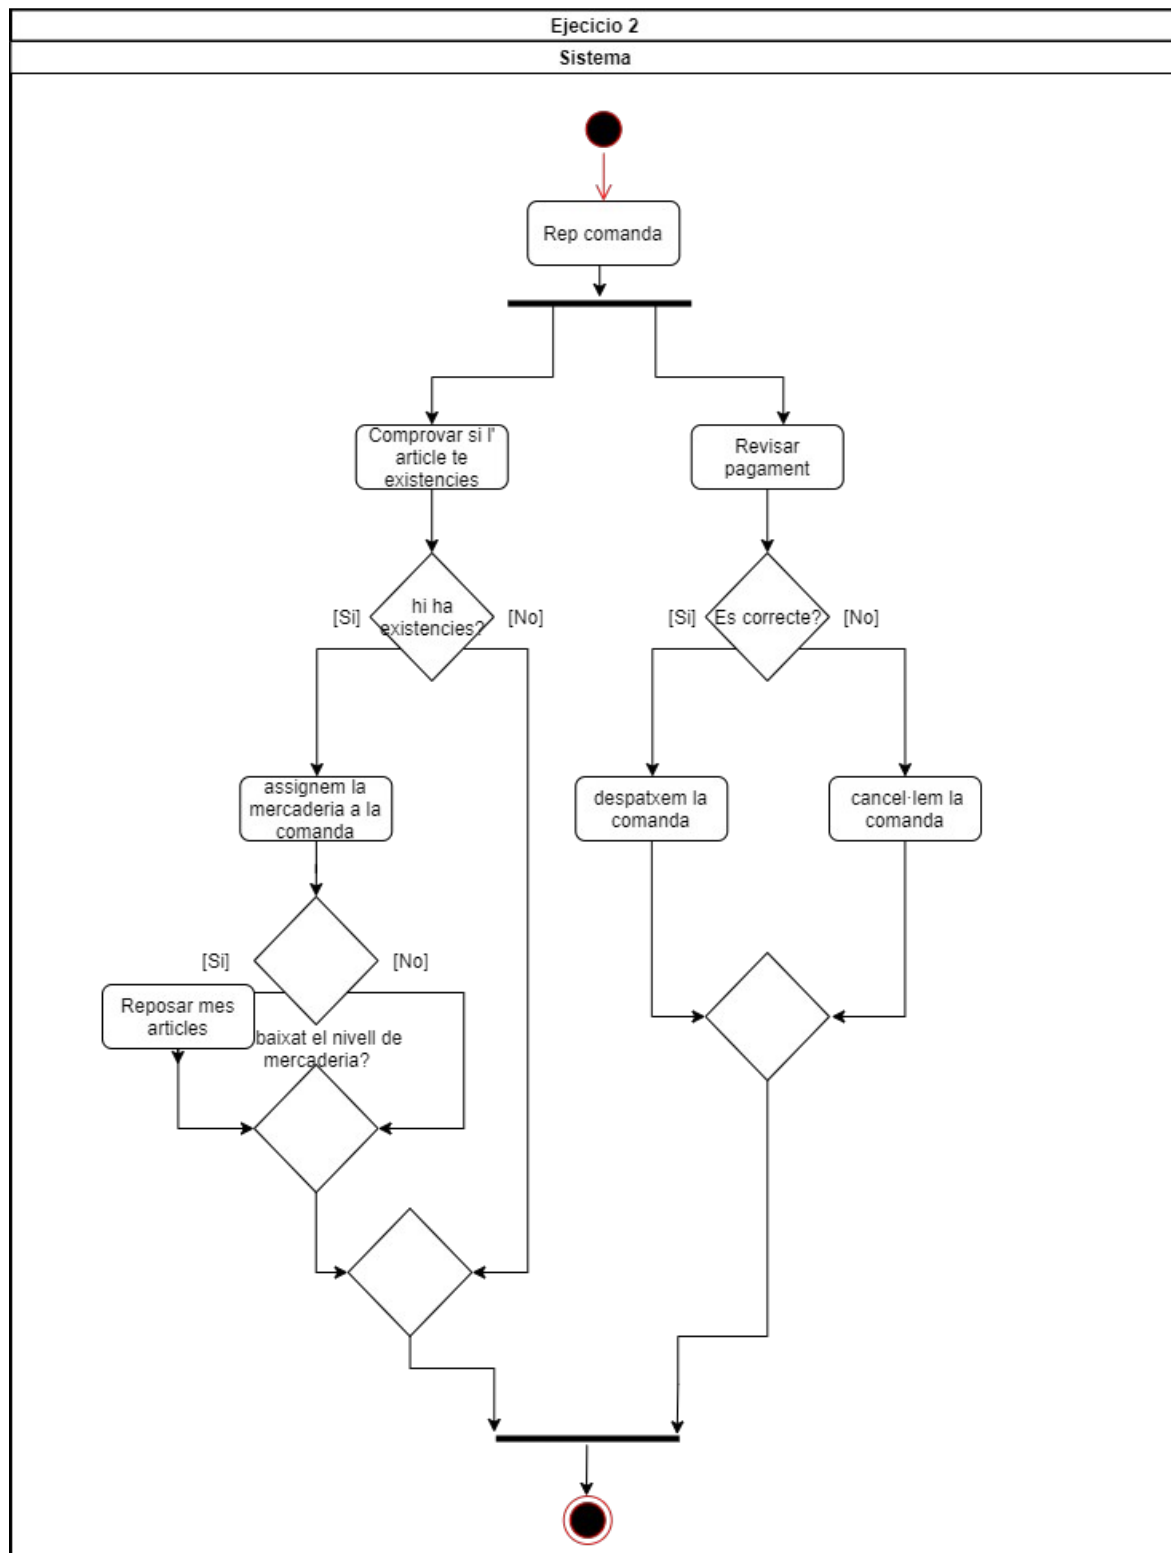 Ejecicio 2
Sistema
Rep comanda
Comprovar si l'
article te
existencies
Revisar
pagament
[Si]
hi ha
existencies?
[No]
[Si]
Es correcte?
[No]
assignem la
mercaderia a la
comanda
despatxem la
comanda
cancel·lem la
comanda
[Si]
[No]
Reposar mes
articles
baixat el nivell de
mercaderia?